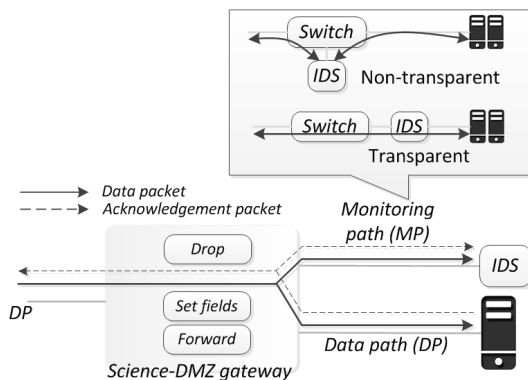 Switch
IDS
Non-transparent
Switch
IDS
Transparent
Data packet
Acknowledgement packet
Monitoring
path (MP)
Drop
IDS
DP
Set fields
Forward
Data path (DP)
Science-DMZ gateway